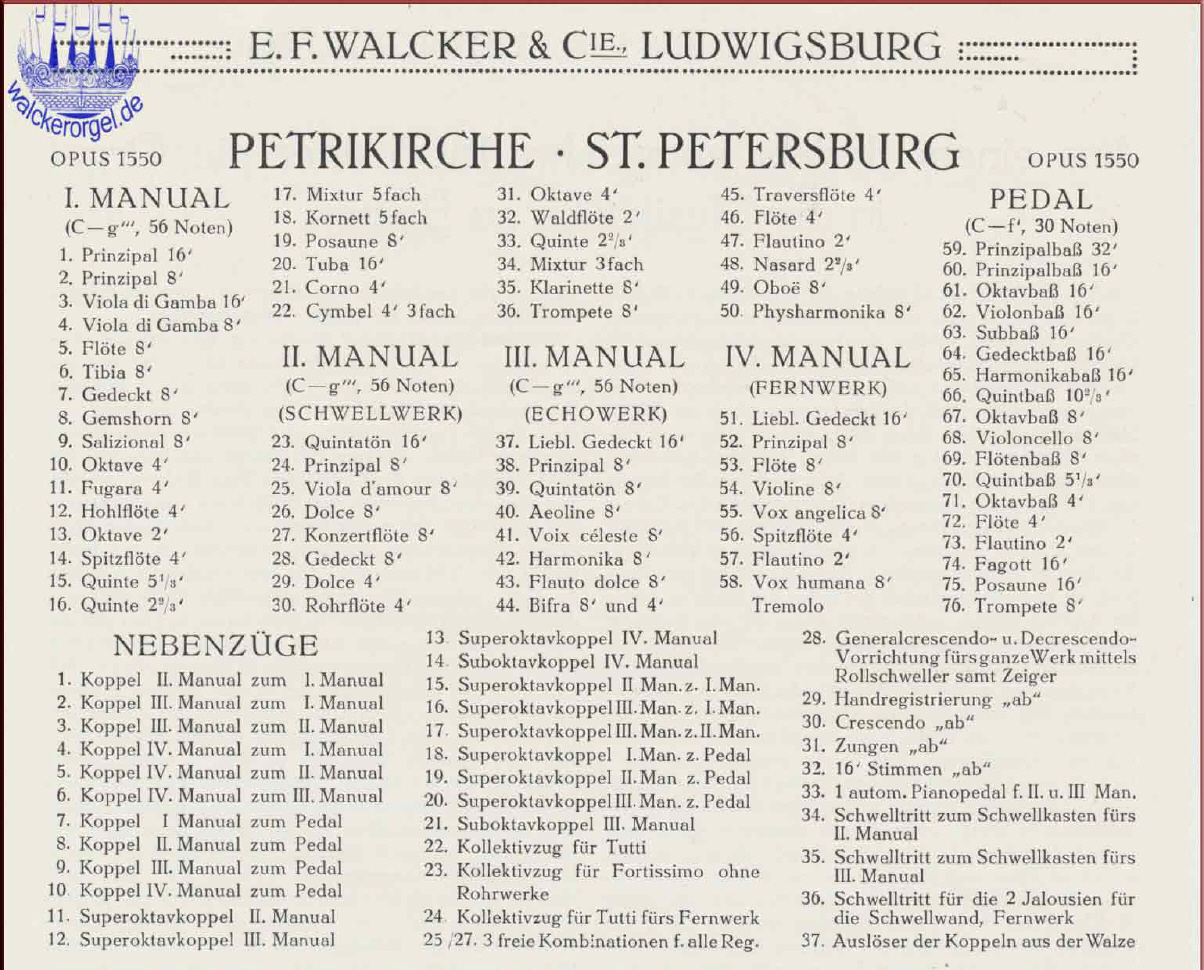 walckerorgel.de
E. F. WALCKER & CIE., LUDWIGSBURG
OPUS 1550
PETRIKIRCHE · ST. PETERSBURG
OPUS 1550
I. MANUAL
(C—g‴, 56 Noten)
1. Prinzipal 16′
2. Prinzipal 8′
3. Viola di Gamba 16′
4. Viola di Gamba 8′
5. Flöte 8′
6. Tibia 8′
7. Gedeckt 8′
8. Gemshorn 8′
9. Salizional 8′
10. Oktave 4′
11. Fugara 4′
12. Hohlflöte 4′
13. Oktave 2′
14. Spitzflöte 4′
15. Quinte 5¹/₃′
16. Quinte 2²/₃′
17. Mixtur 5fach
18. Kornett 5fach
19. Posaune 8′
20. Tuba 16′
21. Corno 4′
22. Cymbel 4′ 3fach
II. MANUAL
(C—g‴, 56 Noten)
(SCHWELLWERK)
23. Quintatön 16′
24. Prinzipal 8′
25. Viola d'amour 8′
26. Dolce 8′
27. Konzertflöte 8′
28. Gedeckt 8′
29. Dolce 4′
30. Rohrflöte 4′
31. Oktave 4′
32. Waldflöte 2′
33. Quinte 2²/₃′
34. Mixtur 3fach
35. Klarinette 8′
36. Trompete 8′
III. MANUAL
(C—g‴, 56 Noten)
(ECHOWERK)
37. Liebl. Gedeckt 16′
38. Prinzipal 8′
39. Quintatön 8′
40. Aeoline 8′
41. Voix céleste 8′
42. Harmonika 8′
43. Flauto dolce 8′
44. Bifra 8′ und 4′
45. Traversflöte 4′
46. Flöte 4′
47. Flautino 2′
48. Nasard 2²/₃′
49. Oboë 8′
50. Physharmonika 8′
IV. MANUAL
(FERNWERK)
51. Liebl. Gedeckt 16′
52. Prinzipal 8′
53. Flöte 8′
54. Violine 8′
55. Vox angelica 8′
56. Spitzflöte 4′
57. Flautino 2′
58. Vox humana 8′
Tremolo
PEDAL
(C—f′, 30 Noten)
59. Prinzipalbaß 32′
60. Prinzipalbaß 16′
61. Oktavbaß 16′
62. Violonbaß 16′
63. Subbaß 16′
64. Gedecktbaß 16′
65. Harmonikabaß 16′
66. Quintbaß 10²/₃′
67. Oktavbaß 8′
68. Violoncello 8′
69. Flötenbaß 8′
70. Quintbaß 5¹/₃′
71. Oktavbaß 4′
72. Flöte 4′
73. Flautino 2′
74. Fagott 16′
75. Posaune 16′
76. Trompete 8′
NEBENZÜGE
1. Koppel II. Manual zum I. Manual
2. Koppel III. Manual zum I. Manual
3. Koppel III. Manual zum II. Manual
4. Koppel IV. Manual zum I. Manual
5. Koppel IV. Manual zum II. Manual
6. Koppel IV. Manual zum III. Manual
7. Koppel I Manual zum Pedal
8. Koppel II. Manual zum Pedal
9. Koppel III. Manual zum Pedal
10. Koppel IV. Manual zum Pedal
11. Superoktavkoppel II. Manual
12. Superoktavkoppel III. Manual
13. Superoktavkoppel IV. Manual
14. Suboktavkoppel IV. Manual
15. Superoktavkoppel II Man. z. I. Man.
16. Superoktavkoppel III. Man. z. I. Man.
17. Superoktavkoppel III. Man. z. II. Man.
18. Superoktavkoppel I. Man. z. Pedal
19. Superoktavkoppel II. Man. z. Pedal
20. Superoktavkoppel III. Man. z. Pedal
21. Suboktavkoppel III. Manual
22. Kollektivzug für Tutti
23. Kollektivzug für Fortissimo ohne
Rohrwerke
24. Kollektivzug für Tutti fürs Fernwerk
25/27. 3 freie Kombinationen f. alle Reg.
28. Generalcrescendo- u. Decrescendo-
Vorrichtung fürs ganze Werk mittels
Rollschweller samt Zeiger
29. Handregistrierung „ab“
30. Crescendo „ab“
31. Zungen „ab“
32. 16′ Stimmen „ab“
33. 1 autom. Pianopedal f. II. u. III Man.
34. Schwelltritt zum Schwellkasten fürs
II. Manual
35. Schwelltritt zum Schwellkasten fürs
III. Manual
36. Schwelltritt für die 2 Jalousien für
die Schwellwand, Fernwerk
37. Auslöser der Koppeln aus der Walze